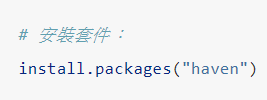 # 安裝套件：
install.packages("haven")